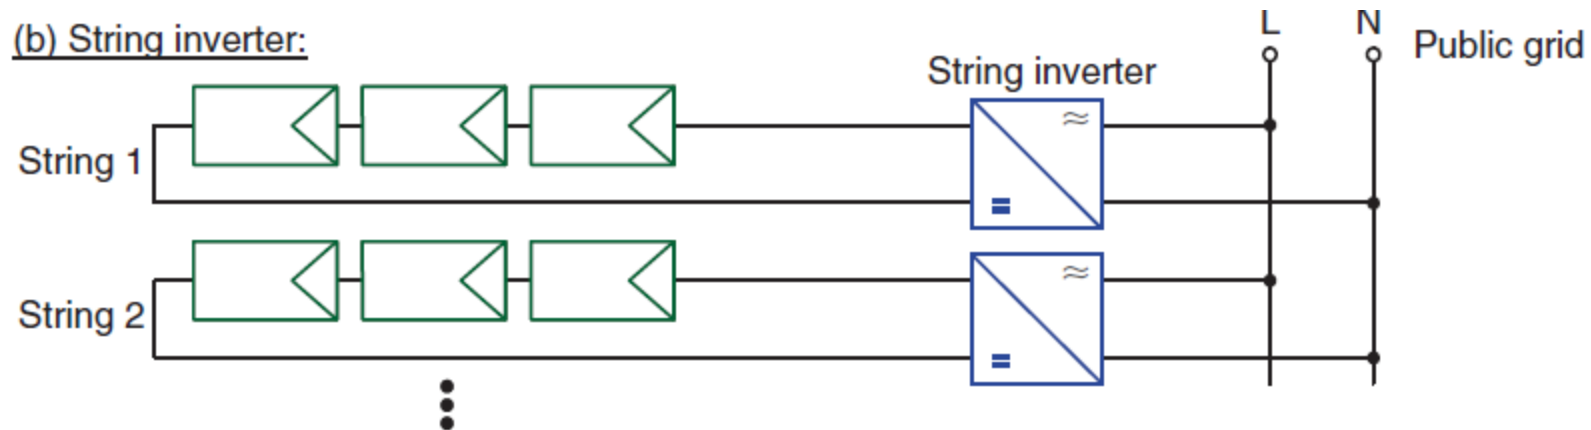 (b) String inverter:
L N
Public grid
String inverter
String 1
≈
=
String 2
≈
=